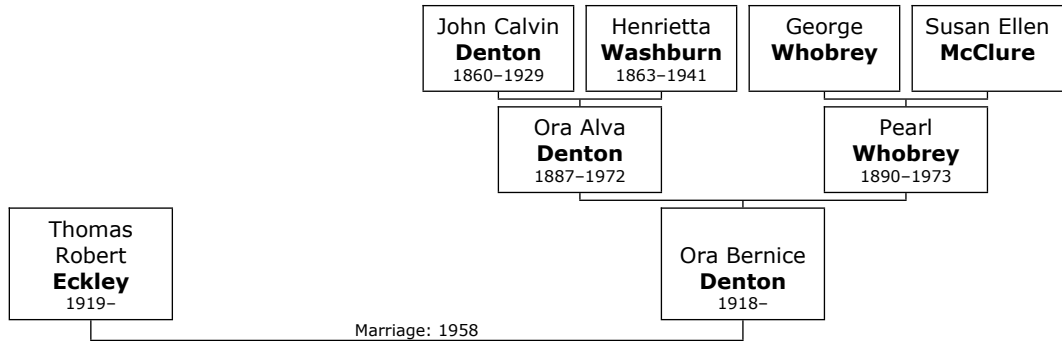 John Calvin
Denton
1860–1929
Henrietta
Washburn
1863–1941
George
Whobrey
Susan Ellen
McClure
Ora Alva
Denton
1887–1972
Pearl
Whobrey
1890–1973
Thomas
Robert
Eckley
1919–
Ora Bernice
Denton
1918–
Marriage: 1958